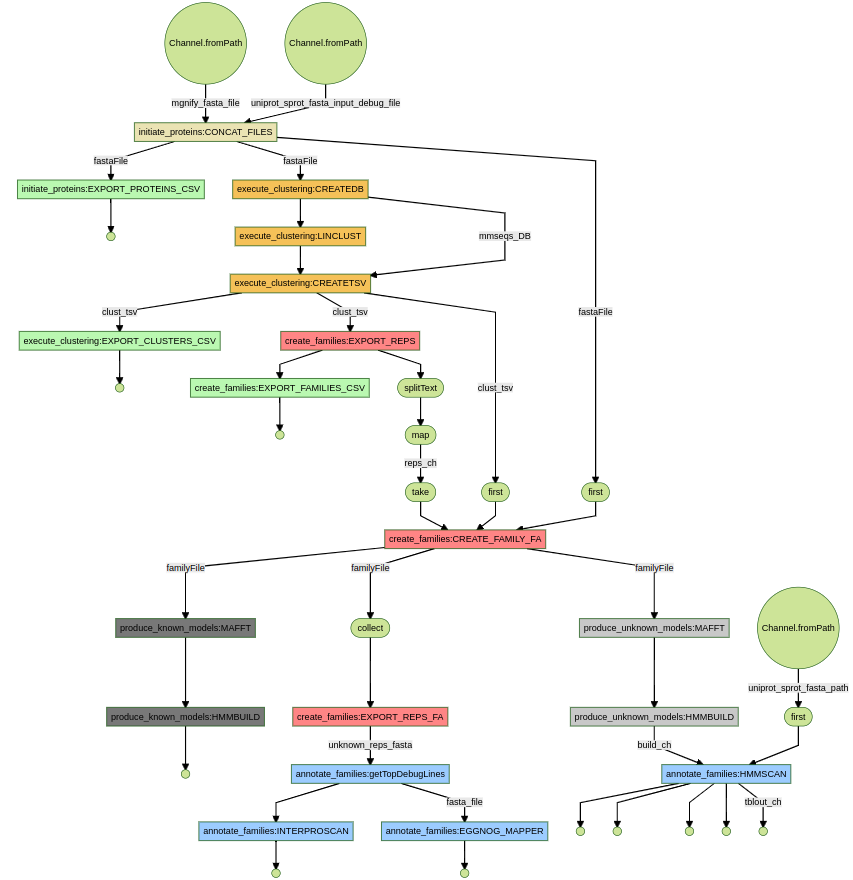 Channel.fromPath
Channel.fromPath
mgnify_fasta_file
uniprot_sprot_fasta_input_debug_file
initiate_proteins:CONCAT_FILES
fastaFile
fastaFile
initiate_proteins:EXPORT_PROTEINS_CSV
execute_clustering:CREATEDB
execute_clustering:LINCLUST
mmseqs_DB
execute_clustering:CREATETSV
clust_tsv
clust_tsv
fastaFile
execute_clustering:EXPORT_CLUSTERS_CSV
create_families:EXPORT_REPS
create_families:EXPORT_FAMILIES_CSV
splitText
clust_tsv
map
reps_ch
take
first
first
create_families:CREATE_FAMILY_FA
familyFile
familyFile
familyFile
produce_known_models:MAFFT
collect
produce_unknown_models:MAFFT
Channel.fromPath
uniprot_sprot_fasta_path
produce_known_models:HMMBUILD
create_families:EXPORT_REPS_FA
produce_unknown_models:HMMBUILD
first
unknown_reps_fasta
build_ch
annotate_families:getTopDebugLines
annotate_families:HMMSCAN
fasta_file
tblout_ch
annotate_families:INTERPROSCAN
annotate_families:EGGNOG_MAPPER